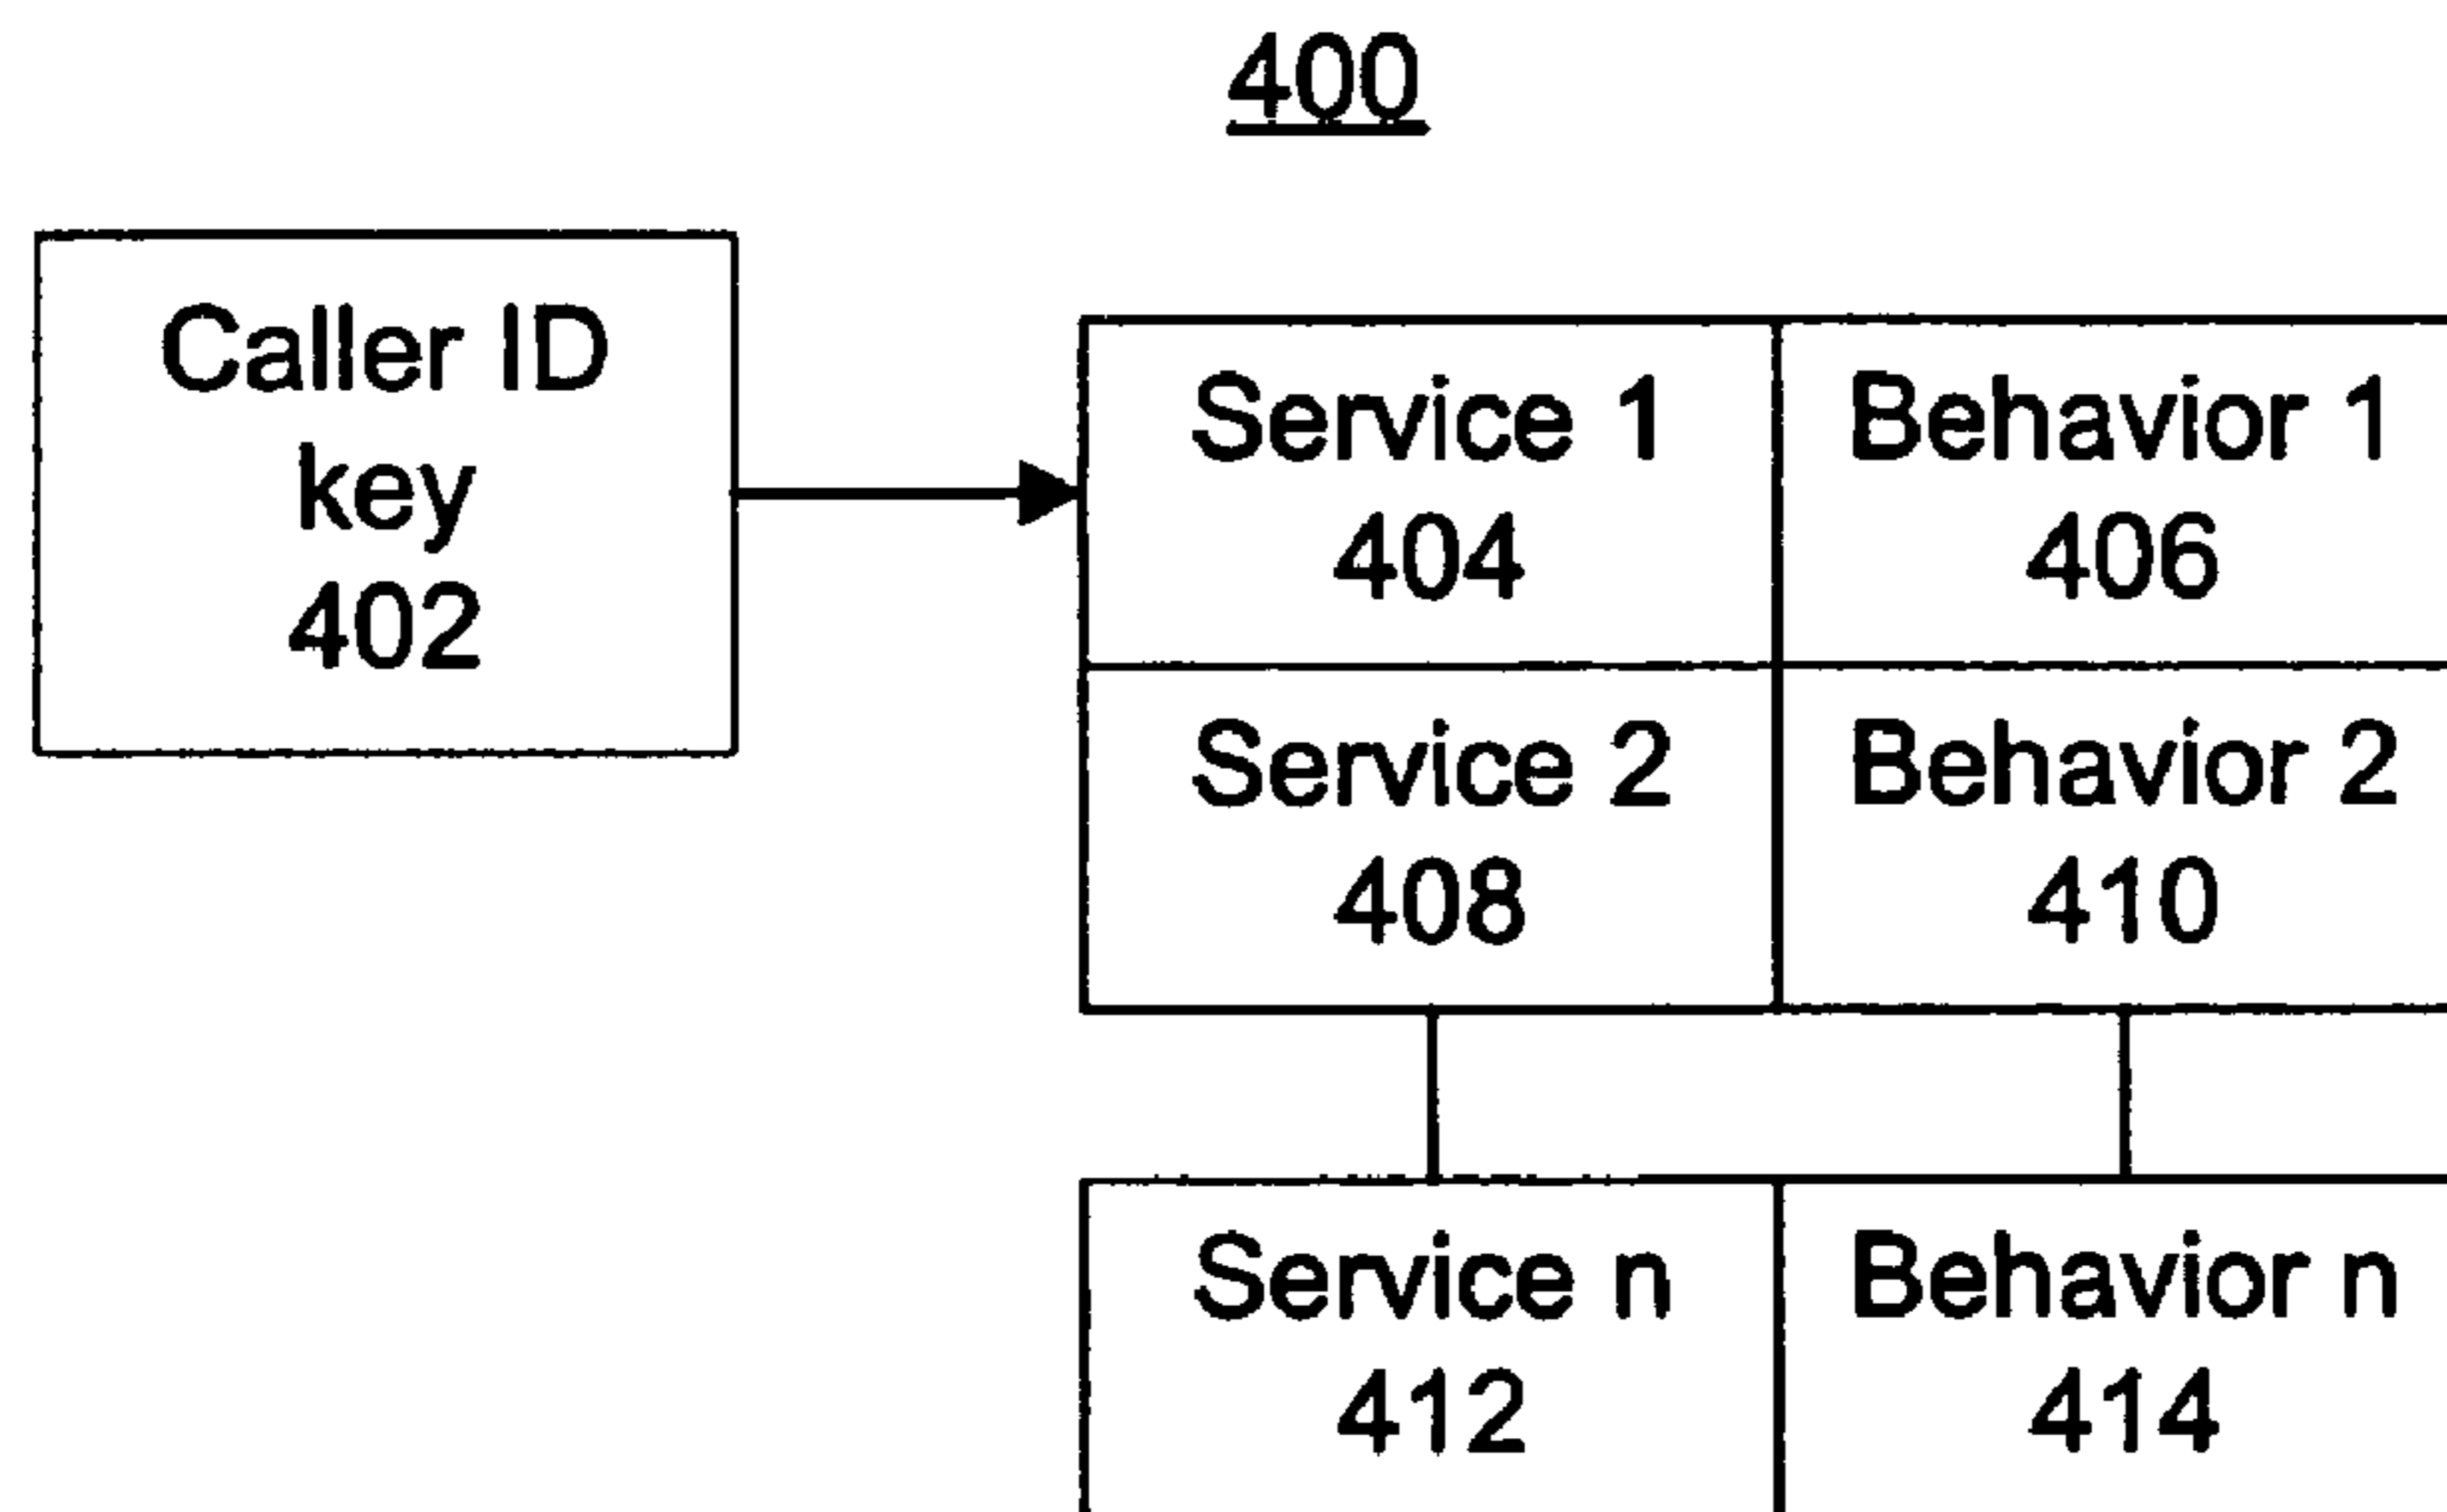 400
Caller ID
key
402
Service 1
404
Behavior 1
406
Service 2
408
Behavior 2
410
Service n
412
Behavior n
414